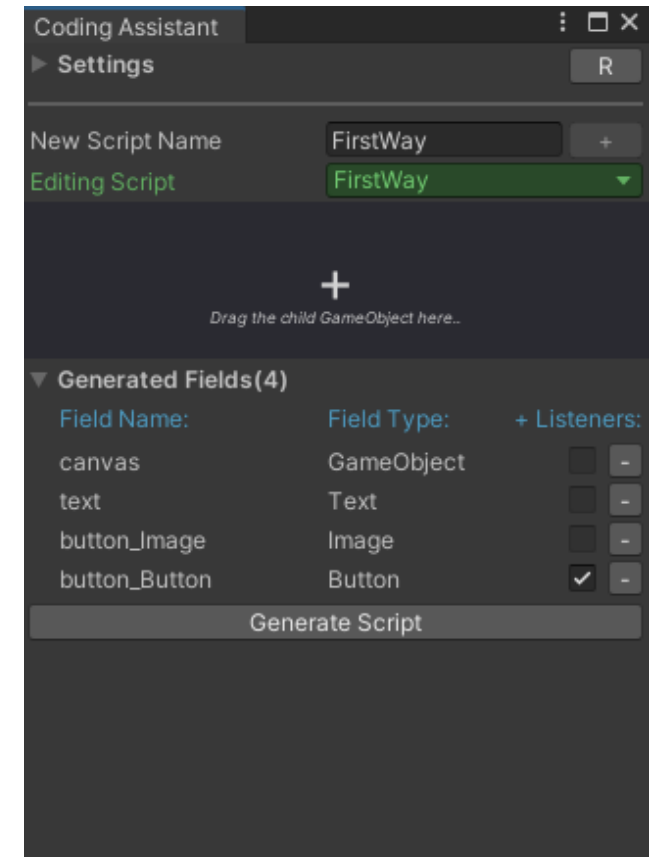 Coding Assistant
Settings R
New Script Name FirstWay +
Editing Script FirstWay
+
Drag the child GameObject here..
Generated Fields(4)
Field Name: Field Type: + Listeners:
canvas GameObject -
text Text -
button_Image Image -
button_Button Button -
Generate Script